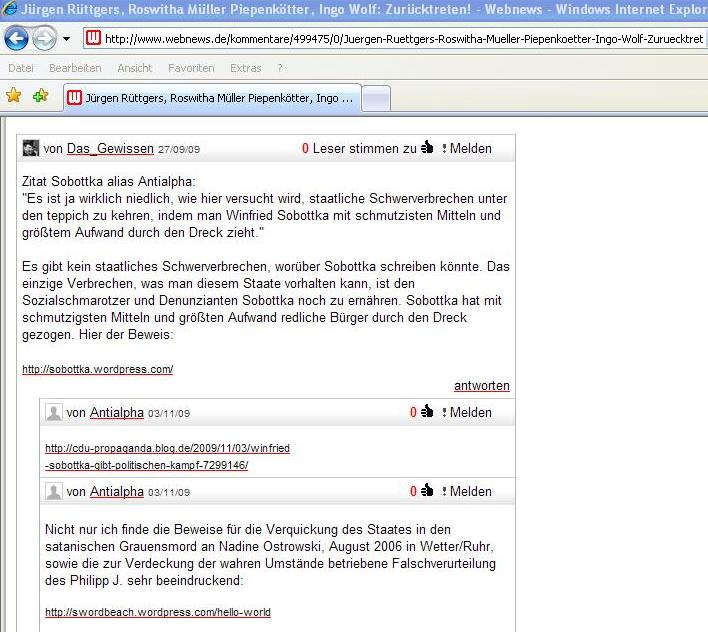 Jürgen Rüttgers, Roswitha Müller Piepenkötter, Ingo Wolf: Zurücktreten! - Webnews - Windows Internet Explor
http://www.webnews.de/kommentare/499475/0/Juergen-Ruettgers-Roswitha-Mueller-Piepenkoetter-Ingo-Wolf-Zuruecktret
Datei Bearbeiten Ansicht Favoriten Extras ?
Jürgen Rüttgers, Roswitha Müller Piepenkötter, Ingo ...
von Das_Gewissen 27/09/09 0 Leser stimmen zu ! Melden
Zitat Sobottka alias Antialpha:
"Es ist ja wirklich niedlich, wie hier versucht wird, staatliche Schwerverbrechen unter
den teppich zu kehren, indem man Winfried Sobottka mit schmutzisten Mitteln und
größtem Aufwand durch den Dreck zieht."
Es gibt kein staatliches Schwerverbrechen, worüber Sobottka schreiben könnte. Das
einzige Verbrechen, was man diesem Staate vorhalten kann, ist den
Sozialschmarotzer und Denunzianten Sobottka noch zu ernähren. Sobottka hat mit
schmutzigsten Mitteln und größten Aufwand redliche Bürger durch den Dreck
gezogen. Hier der Beweis:
http://sobottka.wordpress.com/
antworten
von Antialpha 03/11/09 0 ! Melden
http://cdu-propaganda.blog.de/2009/11/03/winfried
-sobottka-gibt-politischen-kampf-7299146/
von Antialpha 03/11/09 0 ! Melden
Nicht nur ich finde die Beweise für die Verquickung des Staates in den
satanischen Grauensmord an Nadine Ostrowski, August 2006 in Wetter/Ruhr,
sowie die zur Verdeckung der wahren Umstände betriebene Falschverurteilung
des Philipp J. sehr beeindruckend:
http://swordbeach.wordpress.com/hello-world